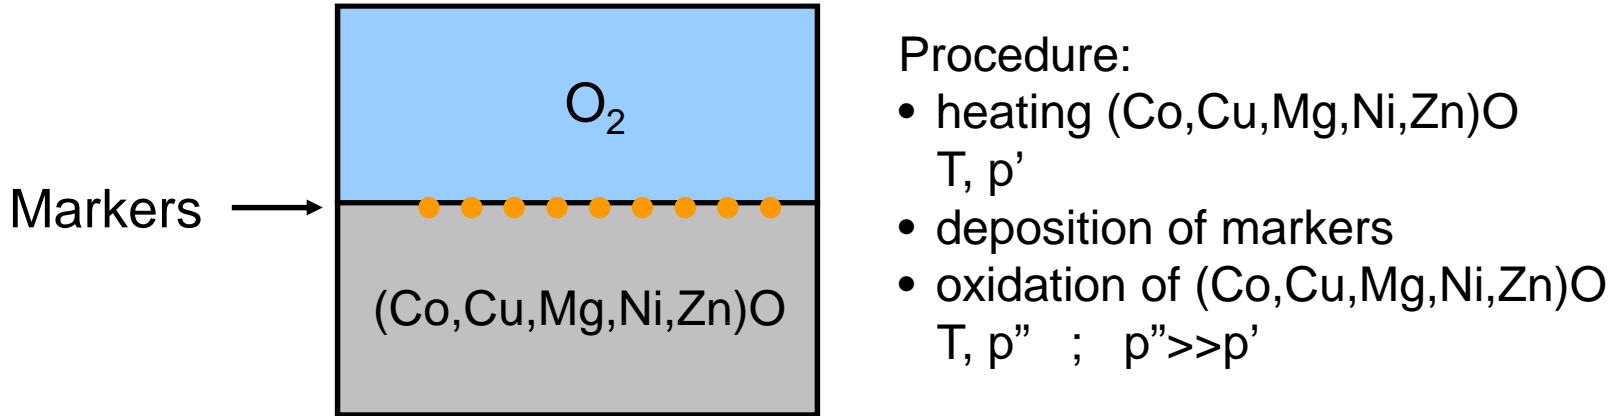 O₂
Markers
(Co,Cu,Mg,Ni,Zn)O
Procedure:
• heating (Co,Cu,Mg,Ni,Zn)O
T, p’
• deposition of markers
• oxidation of (Co,Cu,Mg,Ni,Zn)O
T, p” ; p”>>p’